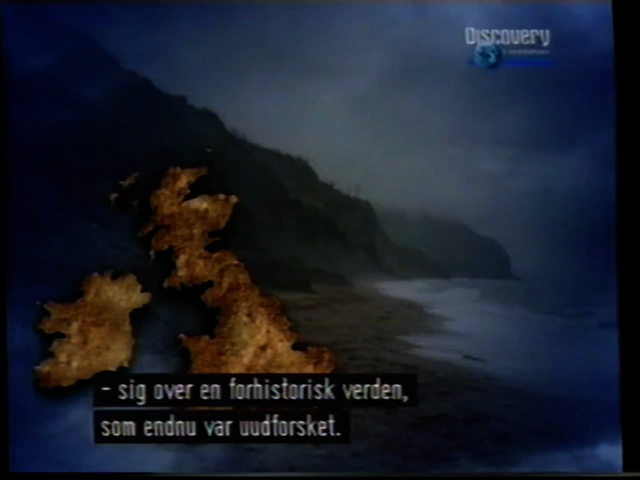 Discovery
- sig over en forhistorisk verden,
som endnu var uudforsket.